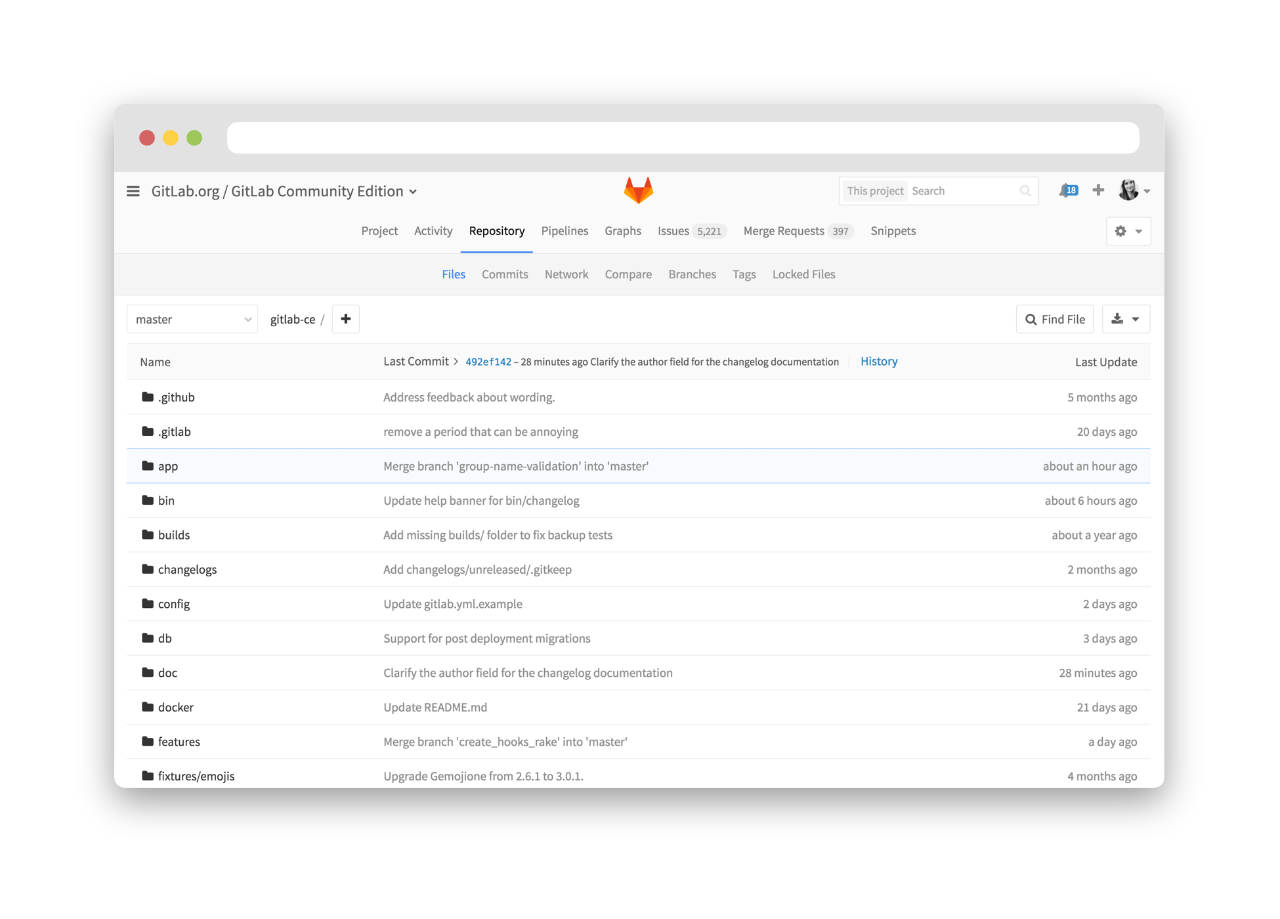 GitLab.org / GitLab Community Edition
This project Search
18
Project Activity Repository Pipelines Graphs Issues 5,221 Merge Requests 397 Snippets
Files Commits Network Compare Branches Tags Locked Files
master
gitlab-ce /
Find File
Name Last Commit > 492ef142 – 28 minutes ago Clarify the author field for the changelog documentation History Last Update
.github Address feedback about wording. 5 months ago
.gitlab remove a period that can be annoying 20 days ago
app Merge branch 'group-name-validation' into 'master' about an hour ago
bin Update help banner for bin/changelog about 6 hours ago
builds Add missing builds/ folder to fix backup tests about a year ago
changelogs Add changelogs/unreleased/.gitkeep 2 months ago
config Update gitlab.yml.example 2 days ago
db Support for post deployment migrations 3 days ago
doc Clarify the author field for the changelog documentation 28 minutes ago
docker Update README.md 21 days ago
features Merge branch 'create_hooks_rake' into 'master' a day ago
fixtures/emojis Upgrade Gemojione from 2.6.1 to 3.0.1. 4 months ago